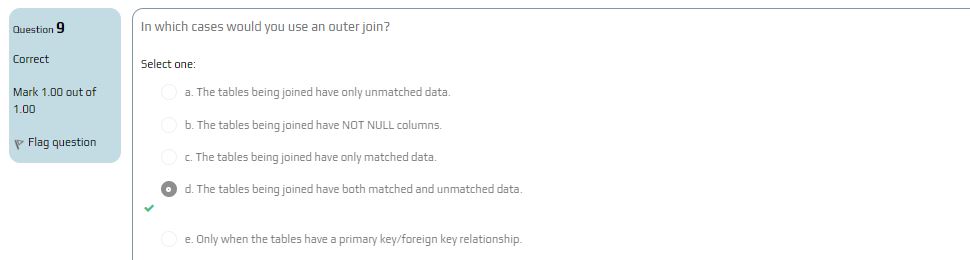 Question 9
Correct
Mark 1.00 out of
1.00
Flag question
In which cases would you use an outer join?
Select one:
a. The tables being joined have only unmatched data.
b. The tables being joined have NOT NULL columns.
c. The tables being joined have only matched data.
d. The tables being joined have both matched and unmatched data.
e. Only when the tables have a primary key/foreign key relationship.